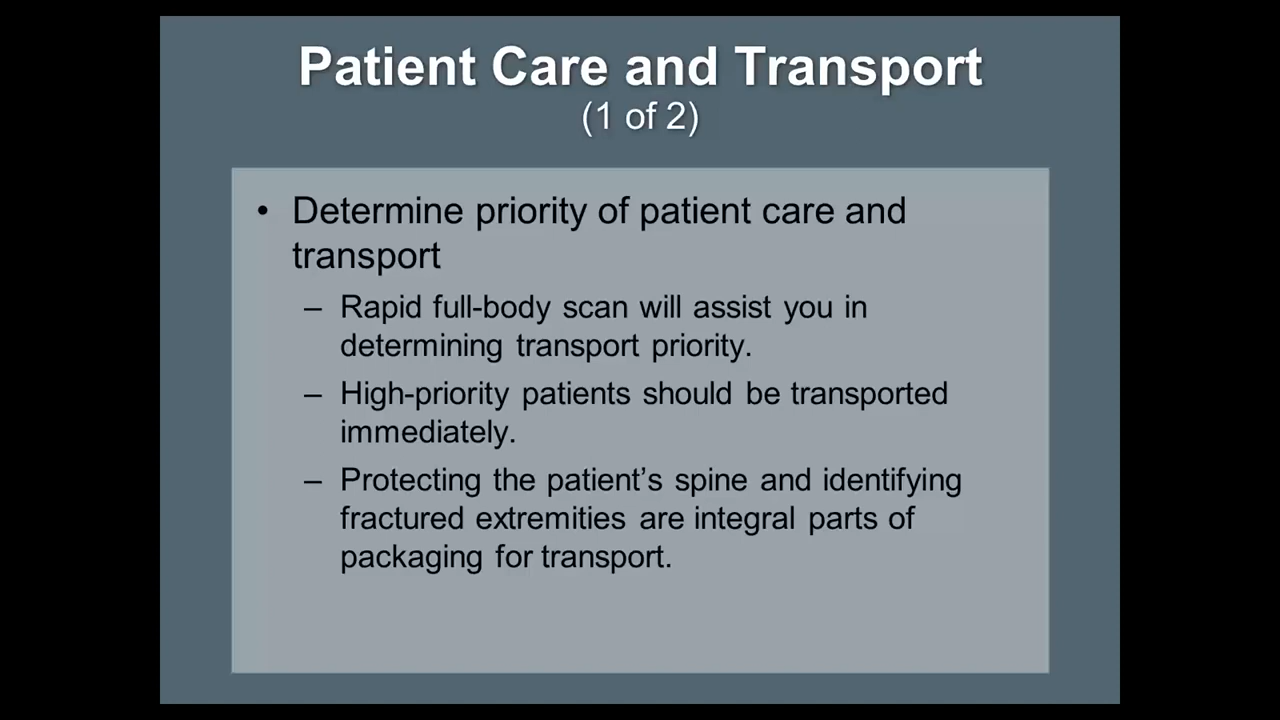 Patient Care and Transport
(1 of 2)
• Determine priority of patient care and
transport
– Rapid full-body scan will assist you in
determining transport priority.
– High-priority patients should be transported
immediately.
– Protecting the patient’s spine and identifying
fractured extremities are integral parts of
packaging for transport.